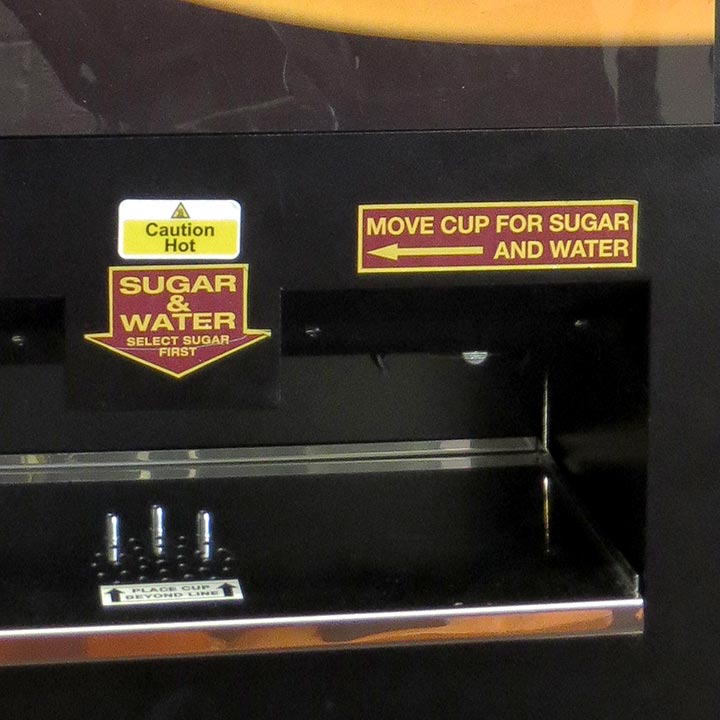 Caution
Hot
SUGAR
&
WATER
SELECT SUGAR
FIRST
MOVE CUP FOR SUGAR
AND WATER
PLACE CUP
BEYOND LINE